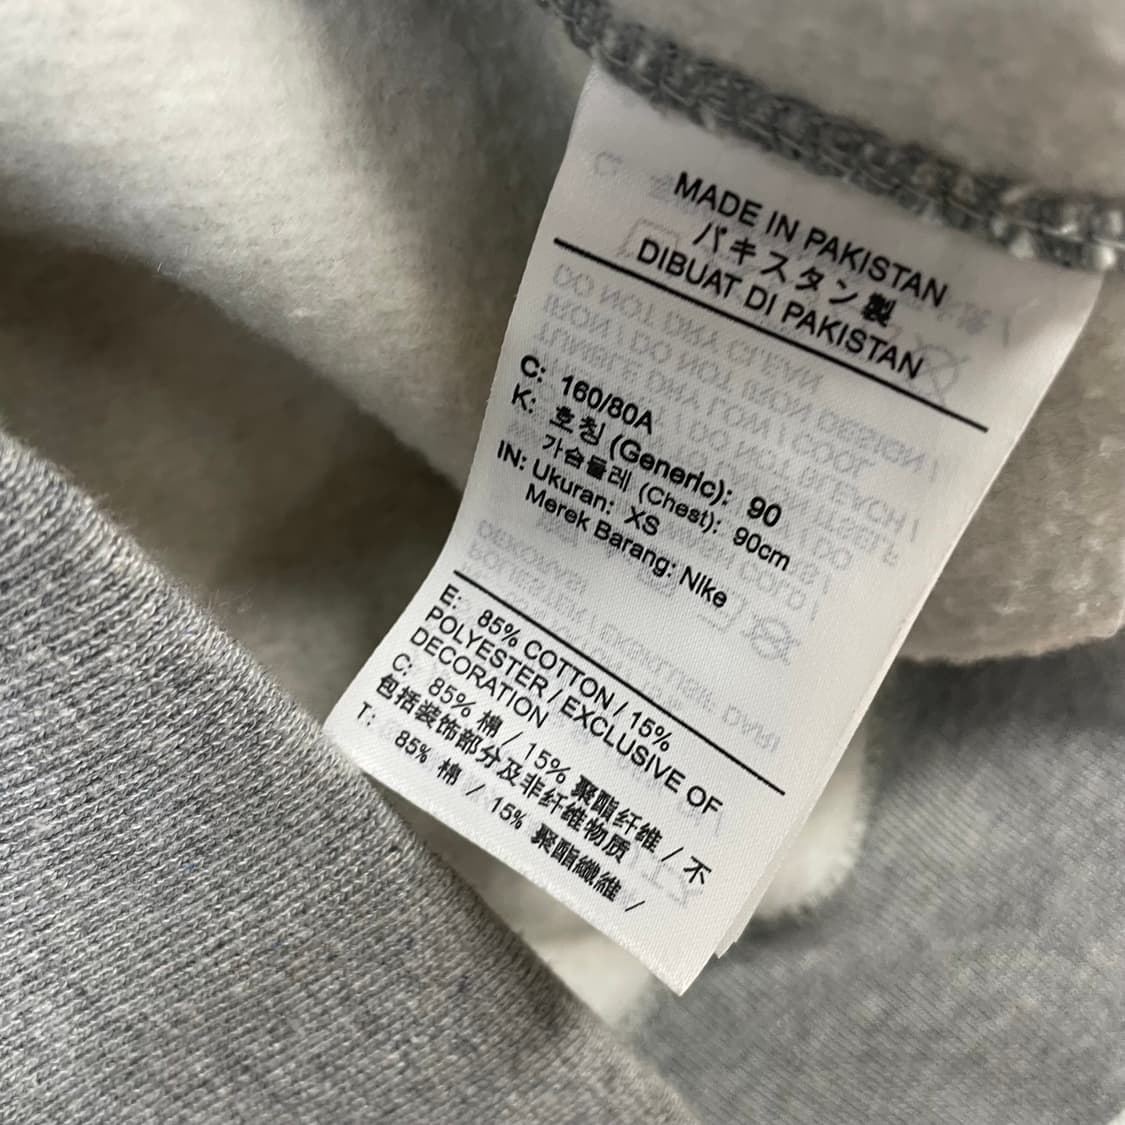 MADE IN PAKISTAN
パキスタン製
DIBUAT DI PAKISTAN
C: 160/80A
K: 호칭 (Generic): 90
가슴둘레 (Chest): 90cm
IN: Ukuran: XS
Merek Barang: Nike
E: 85% COTTON / 15%
POLYESTER / EXCLUSIVE OF
DECORATION
C: 85% 棉 / 15% 聚酯纤维 / 不
包括装饰部分及非纤维物质
T: 85% 棉 / 15% 聚酯纖維 /